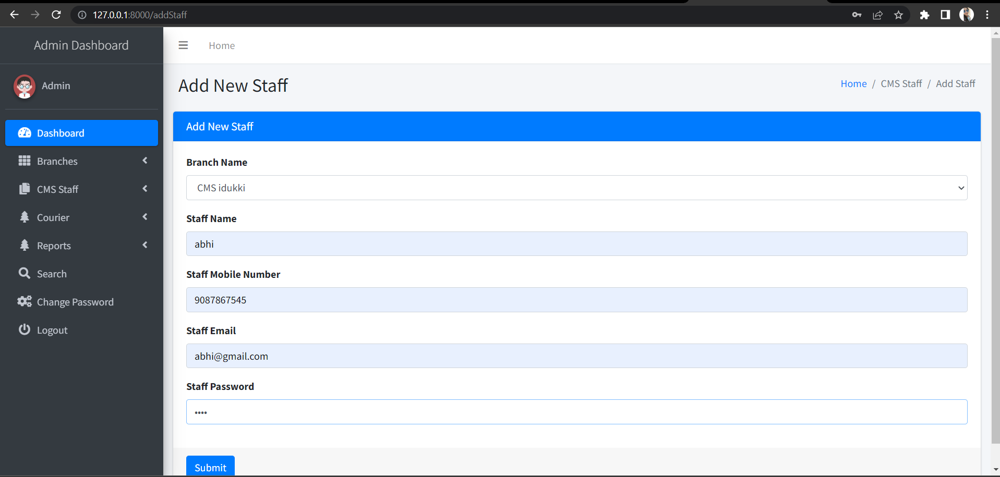 127.0.0.1:8000/addStaff
Admin Dashboard
Home
Admin
Add New Staff
Home / CMS Staff / Add Staff
Dashboard
Branches
CMS Staff
Courier
Reports
Search
Change Password
Logout
Add New Staff
Branch Name
CMS idukki
Staff Name
abhi
Staff Mobile Number
9087867545
Staff Email
abhi@gmail.com
Staff Password
••••
Submit